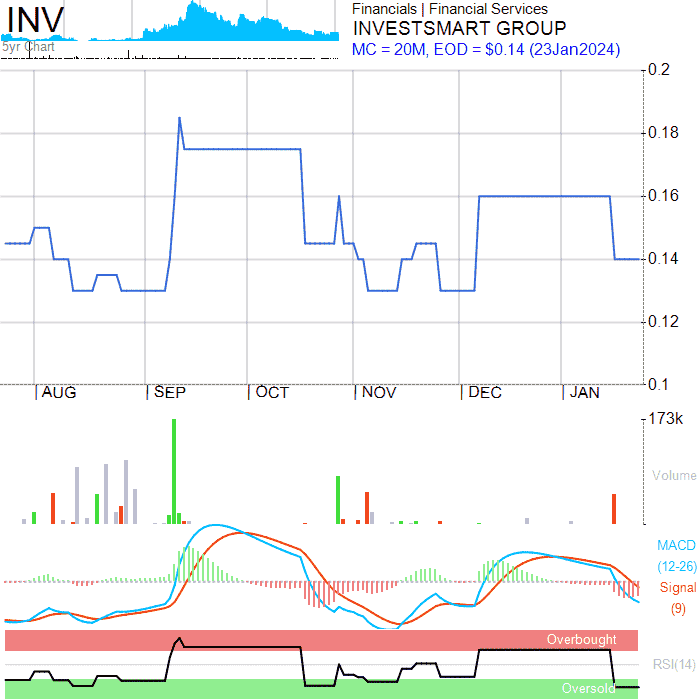 INV
5yr Chart
Financials | Financial Services
INVESTSMART GROUP
MC = 20M, EOD = $0.14 (23Jan2024)
0.2
0.18
0.16
0.14
0.12
0.1
AUG SEP OCT NOV DEC JAN
173k
Volume
MACD
(12-26)
Signal
(9)
Overbought
RSI(14)
Oversold